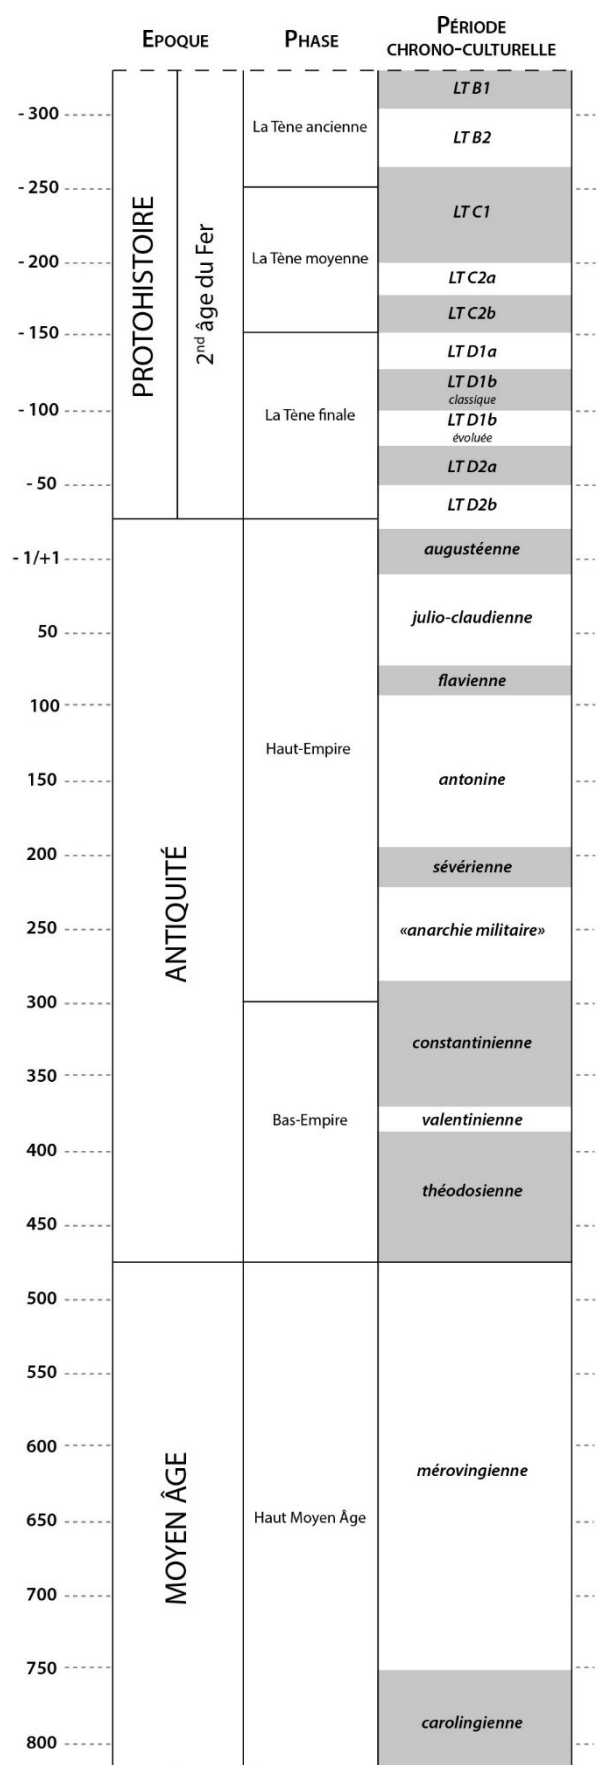 EPOQUE
PHASE
PÉRIODE
CHRONO-CULTURELLE
- 300
- 250
- 200
- 150
- 100
- 50
- 1/+1
50
100
150
200
250
300
350
400
450
500
550
600
650
700
750
800
PROTOHISTOIRE
2nd âge du Fer
ANTIQUITÉ
MOYEN ÂGE
La Tène ancienne
La Tène moyenne
La Tène finale
Haut-Empire
Bas-Empire
Haut Moyen Âge
LT B1
LT B2
LT C1
LT C2a
LT C2b
LT D1a
LT D1b
classique
LT D1b
évoluée
LT D2a
LT D2b
augustéenne
julio-claudienne
flavienne
antonine
sévérienne
«anarchie militaire»
constantinienne
valentinienne
théodosienne
mérovingienne
carolingienne